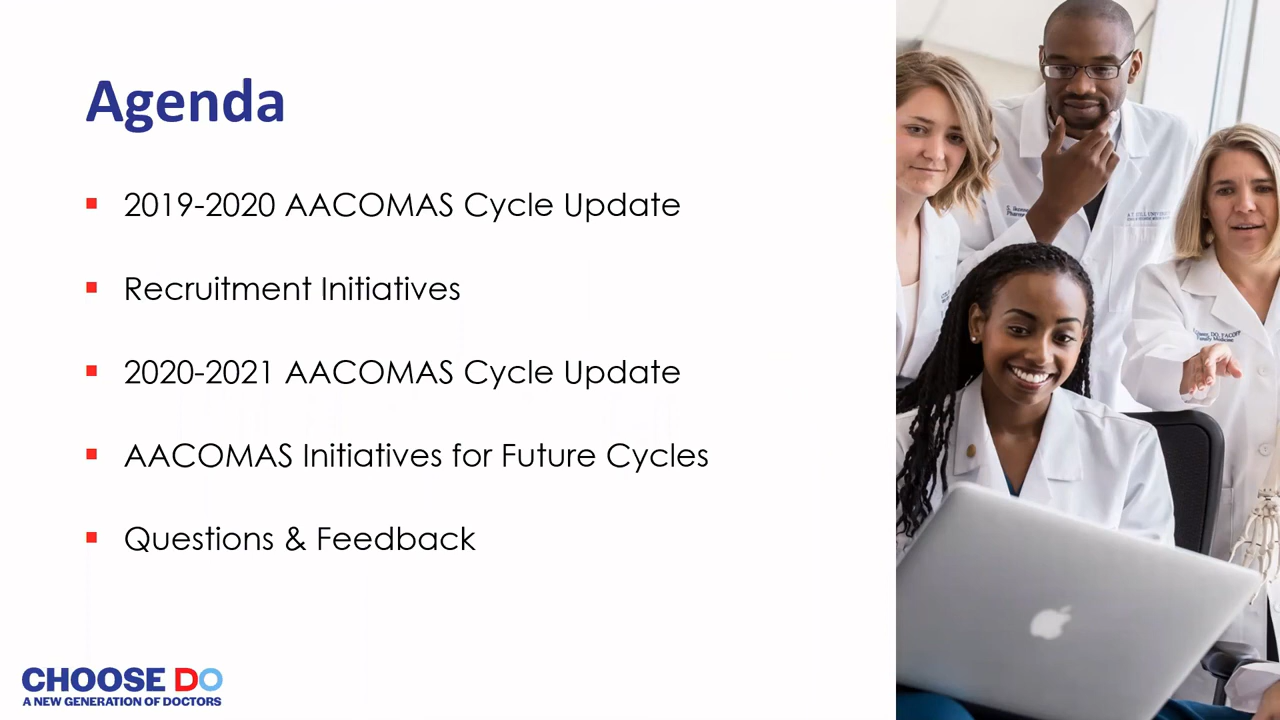 Agenda
2019-2020 AACOMAS Cycle Update
Recruitment Initiatives
2020-2021 AACOMAS Cycle Update
AACOMAS Initiatives for Future Cycles
Questions & Feedback
CHOOSE DO
A NEW GENERATION OF DOCTORS